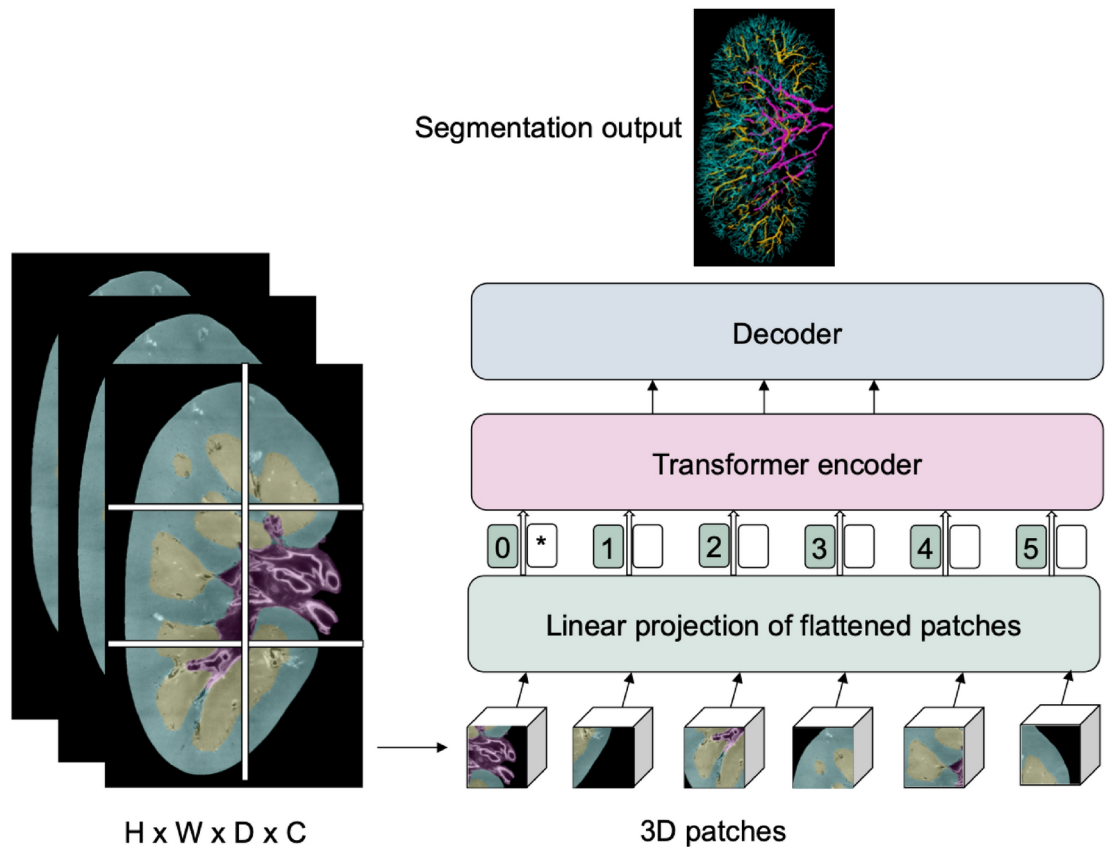 Segmentation output
Decoder
Transformer encoder
0 * 1 2 3 4 5
Linear projection of flattened patches
H x W x D x C
3D patches